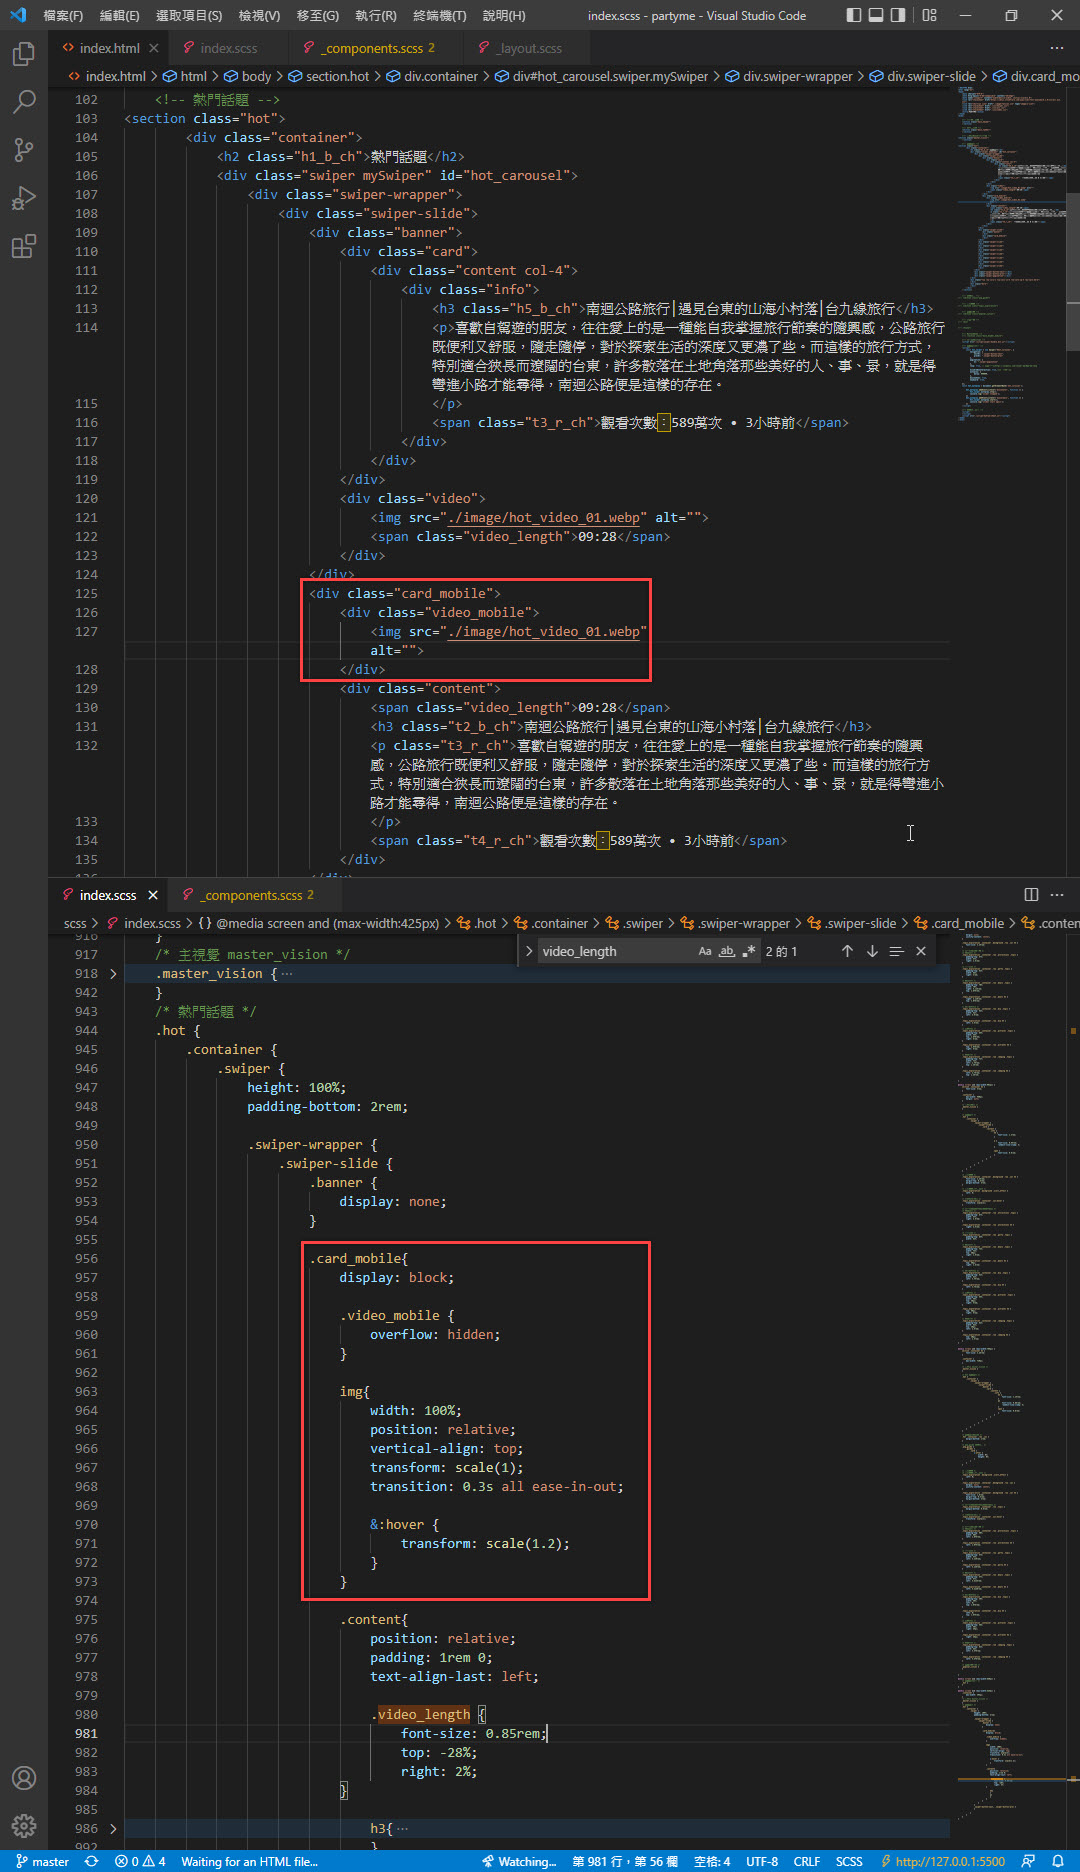 檔案(F) 編輯(E) 選取項目(S) 檢視(V) 移至(G) 執行(R) 終端機(T) 說明(H) index.scss - partyme - Visual Studio Code
index.html index.scss _components.scss 2 _layout.scss
index.html > html > body > section.hot > div.container > div#hot_carousel.swiper.mySwiper > div.swiper-wrapper > div.swiper-slide > div.card_mo
102 <!-- 熱門話題 -->
103 <section class="hot">
104 <div class="container">
105 <h2 class="h1_b_ch">熱門話題</h2>
106 <div class="swiper mySwiper" id="hot_carousel">
107 <div class="swiper-wrapper">
108 <div class="swiper-slide">
109 <div class="banner">
110 <div class="card">
111 <div class="content col-4">
112 <div class="info">
113 <h3 class="h5_b_ch">南迴公路旅行│遇見台東的山海小村落│台九線旅行</h3>
114 <p>喜歡自駕遊的朋友，往往愛上的是一種能自我掌握旅行節奏的隨興感，公路旅行
既便利又舒服，隨走隨停，對於探索生活的深度又更濃了些。而這樣的旅行方式，
特別適合狹長而遼闊的台東，許多散落在土地角落那些美好的人、事、景，就是得
彎進小路才能尋得，南迴公路便是這樣的存在。
115 </p>
116 <span class="t3_r_ch">觀看次數：589萬次 • 3小時前</span>
117 </div>
118 </div>
119 </div>
120 <div class="video">
121 <img src="./image/hot_video_01.webp" alt="">
122 <span class="video_length">09:28</span>
123 </div>
124 </div>
125 <div class="card_mobile">
126 <div class="video_mobile">
127 <img src="./image/hot_video_01.webp"
alt="">
128 </div>
129 <div class="content">
130 <span class="video_length">09:28</span>
131 <h3 class="t2_b_ch">南迴公路旅行│遇見台東的山海小村落│台九線旅行</h3>
132 <p class="t3_r_ch">喜歡自駕遊的朋友，往往愛上的是一種能自我掌握旅行節奏的隨興
感，公路旅行既便利又舒服，隨走隨停，對於探索生活的深度又更濃了些。而這樣的旅行方
式，特別適合狹長而遼闊的台東，許多散落在土地角落那些美好的人、事、景，就是得彎進小
路才能尋得，南迴公路便是這樣的存在。
133 </p>
134 <span class="t4_r_ch">觀看次數：589萬次 • 3小時前</span>
135 </div>
136 </div>
index.scss _components.scss 2
scss > index.scss > {} @media screen and (max-width:425px) > .hot > .container > .swiper > .swiper-wrapper > .swiper-slide > .card_mobile > .conten
video_length Aa ab 2 的 1
916 }
917 /* 主視覺 master_vision */
918 .master_vision { ···
942 }
943 /* 熱門話題 */
944 .hot {
945 .container {
946 .swiper {
947 height: 100%;
948 padding-bottom: 2rem;
949
950 .swiper-wrapper {
951 .swiper-slide {
952 .banner {
953 display: none;
954 }
955
956 .card_mobile{
957 display: block;
958
959 .video_mobile {
960 overflow: hidden;
961 }
962
963 img{
964 width: 100%;
965 position: relative;
966 vertical-align: top;
967 transform: scale(1);
968 transition: 0.3s all ease-in-out;
969
970 &:hover {
971 transform: scale(1.2);
972 }
973 }
974
975 .content{
976 position: relative;
977 padding: 1rem 0;
978 text-align-last: left;
979
980 .video_length {
981 font-size: 0.85rem;
982 top: -28%;
983 right: 2%;
984 }
985
986 h3{ ···
992 }
master 0 4 Waiting for an HTML file... Watching... 第 981 行，第 56 欄 空格: 4 UTF-8 CRLF SCSS http://127.0.0.1:5500